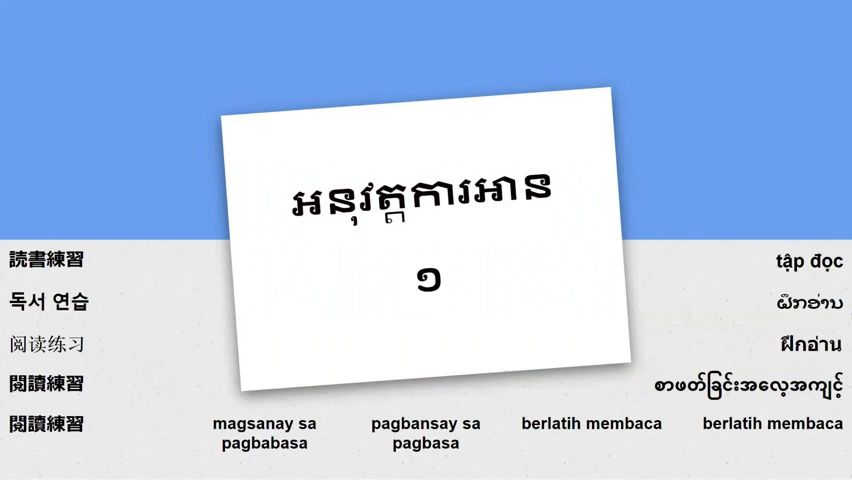 អនុវត្តការអាន
១
読書練習
독서 연습
阅读练习
閱讀練習
閱讀練習
tập đọc
ຝຶກອ່ານ
ฝึกอ่าน
စာဖတ်ခြင်းအလေ့အကျင့်
magsanay sa
pagbabasa
pagbansay sa
pagbasa
berlatih membaca
berlatih membaca